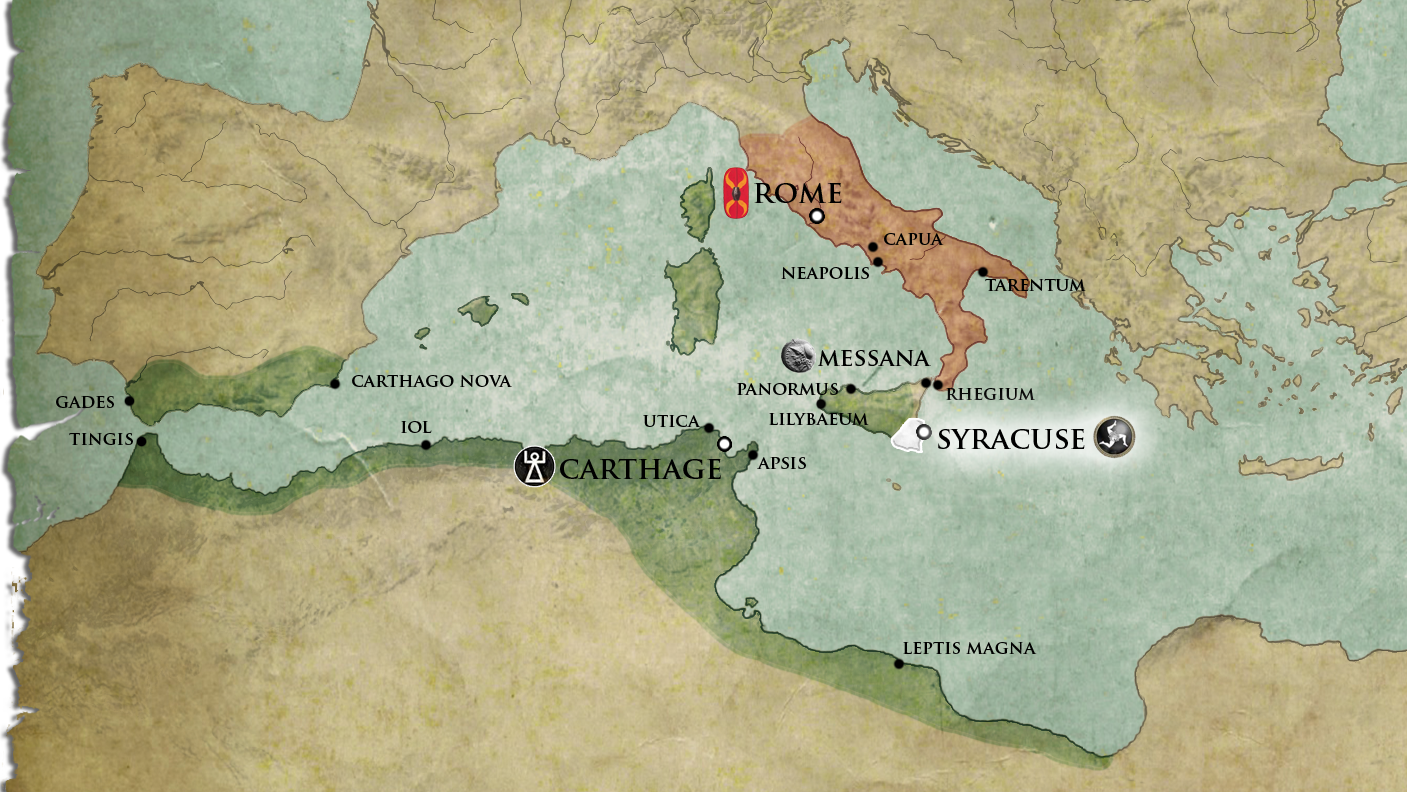 ROME
CAPUA
NEAPOLIS
TARENTUM
MESSANA
CARTHAGO NOVA
PANORMUS
RHEGIUM
GADES
LILYBAEUM
IOL
UTICA
TINGIS
SYRACUSE
CARTHAGE
APSIS
LEPTIS MAGNA